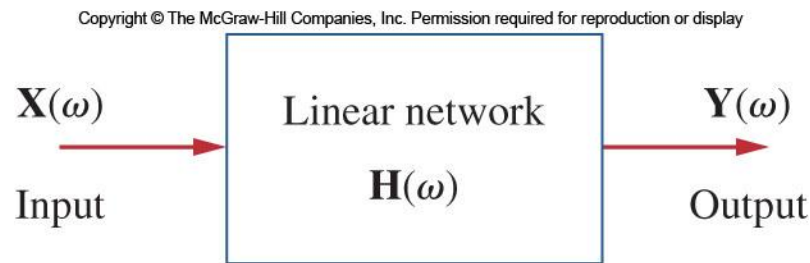 Copyright © The McGraw-Hill Companies, Inc. Permission required for reproduction or display
X(ω)
Input
Linear network
H(ω)
Y(ω)
Output